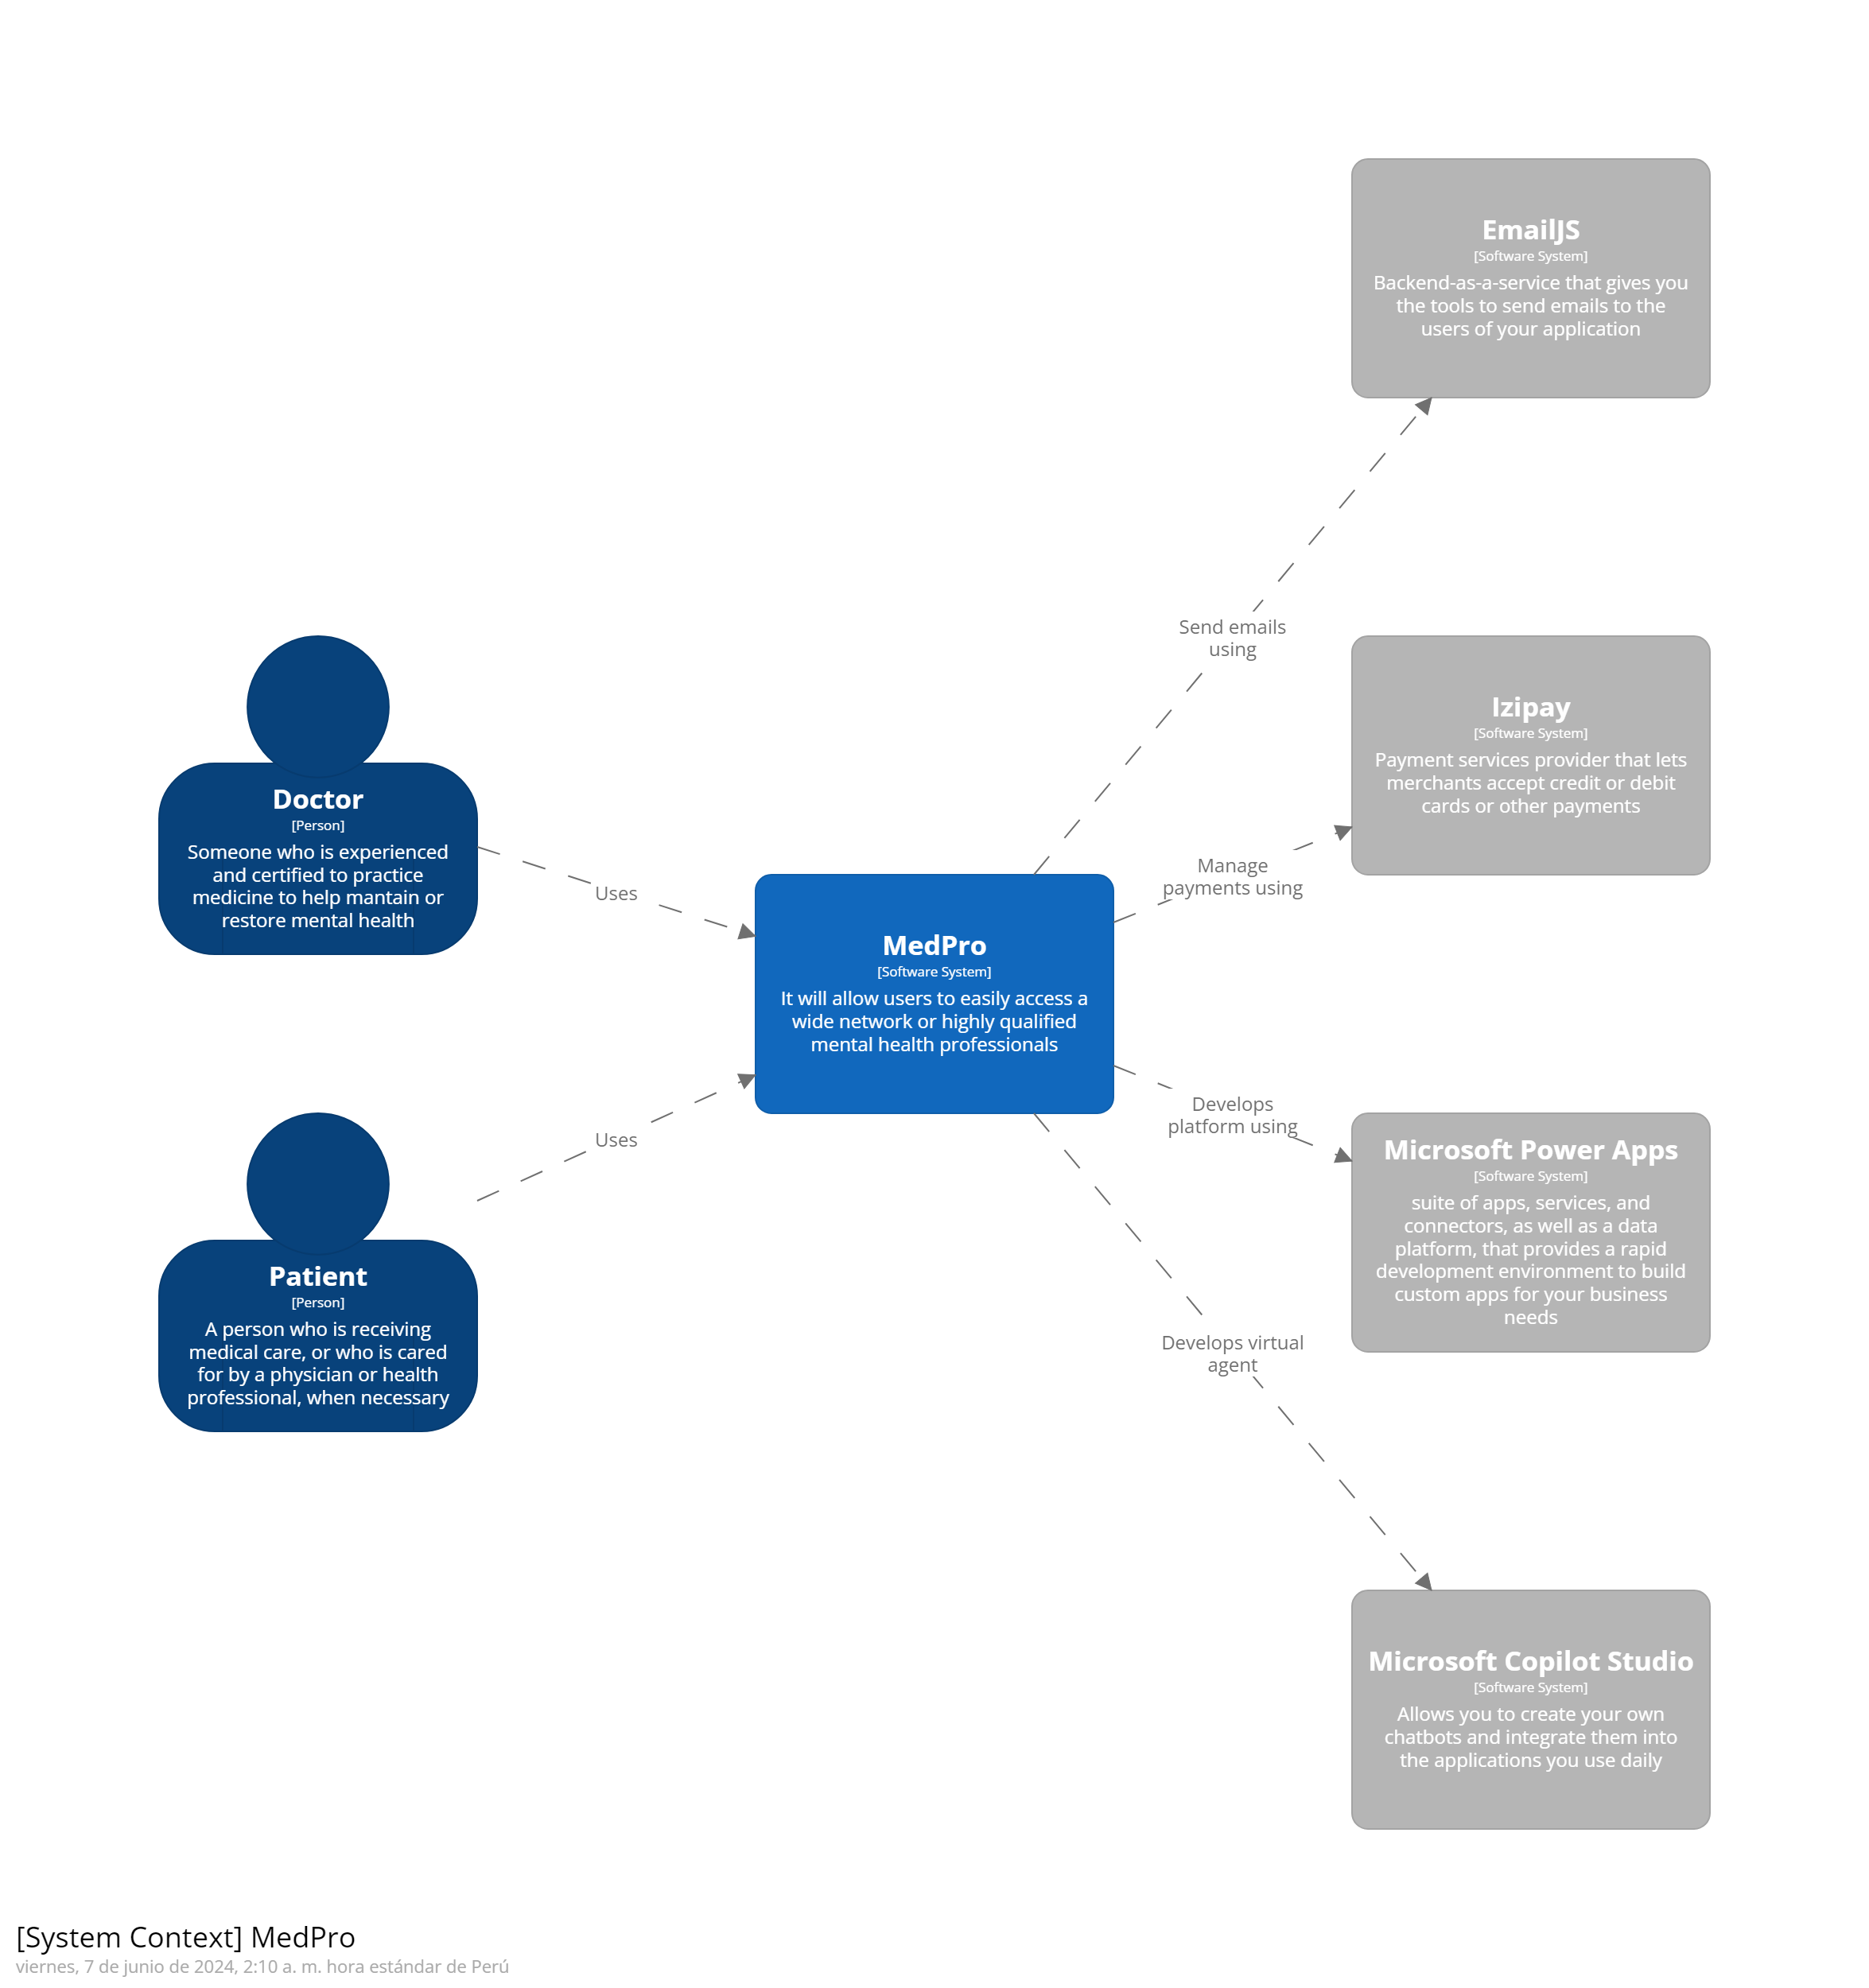 EmailJS
[Software System]
Backend-as-a-service that gives you
the tools to send emails to the
users of your application
Send emails
using
Izipay
[Software System]
Payment services provider that lets
merchants accept credit or debit
cards or other payments
Doctor
[Person]
Someone who is experienced
and certified to practice
medicine to help mantain or
restore mental health
Uses
Manage
payments using
MedPro
[Software System]
It will allow users to easily access a
wide network or highly qualified
mental health professionals
Uses
Develops
platform using
Microsoft Power Apps
[Software System]
suite of apps, services, and
connectors, as well as a data
platform, that provides a rapid
development environment to build
custom apps for your business
needs
Patient
[Person]
A person who is receiving
medical care, or who is cared
for by a physician or health
professional, when necessary
Develops virtual
agent
Microsoft Copilot Studio
[Software System]
Allows you to create your own
chatbots and integrate them into
the applications you use daily
[System Context] MedPro
viernes, 7 de junio de 2024, 2:10 a. m. hora estándar de Perú